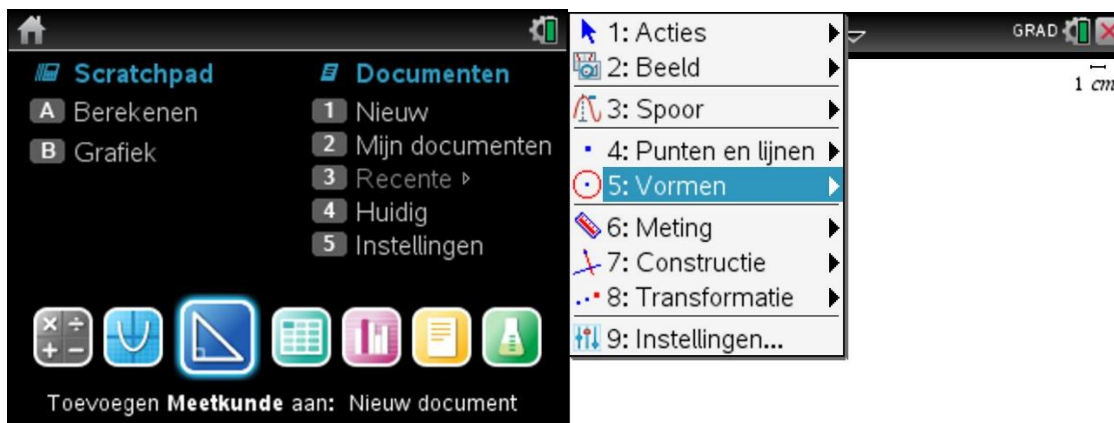 Scratchpad
A Berekenen
B Grafiek
Documenten
1 Nieuw
2 Mijn documenten
3 Recente
4 Huidig
5 Instellingen
Toevoegen Meetkunde aan: Nieuw document
1: Acties
2: Beeld
3: Spoor
4: Punten en lijnen
5: Vormen
6: Meting
7: Constructie
8: Transformatie
9: Instellingen...
GRAD
1 cm